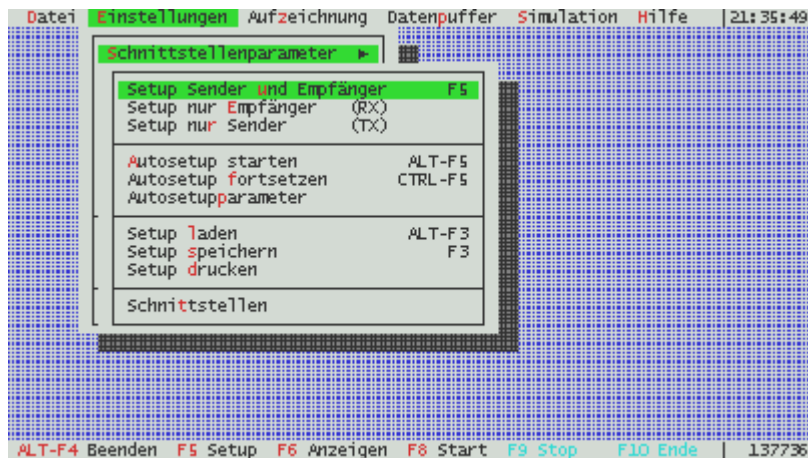 Datei Einstellungen Aufzeichnung Datenpuffer Simulation Hilfe |21:35:49
Schnittstellenparameter ►
Setup Sender und Empfänger F5
Setup nur Empfänger (RX)
Setup nur Sender (TX)
Autosetup starten ALT-F5
Autosetup fortsetzen CTRL-F5
Autosetupparameter
Setup laden ALT-F3
Setup speichern F3
Setup drucken
Schnittstellen
ALT-F4 Beenden F5 Setup F6 Anzeigen F8 Start F9 Stop F10 Ende | 137736